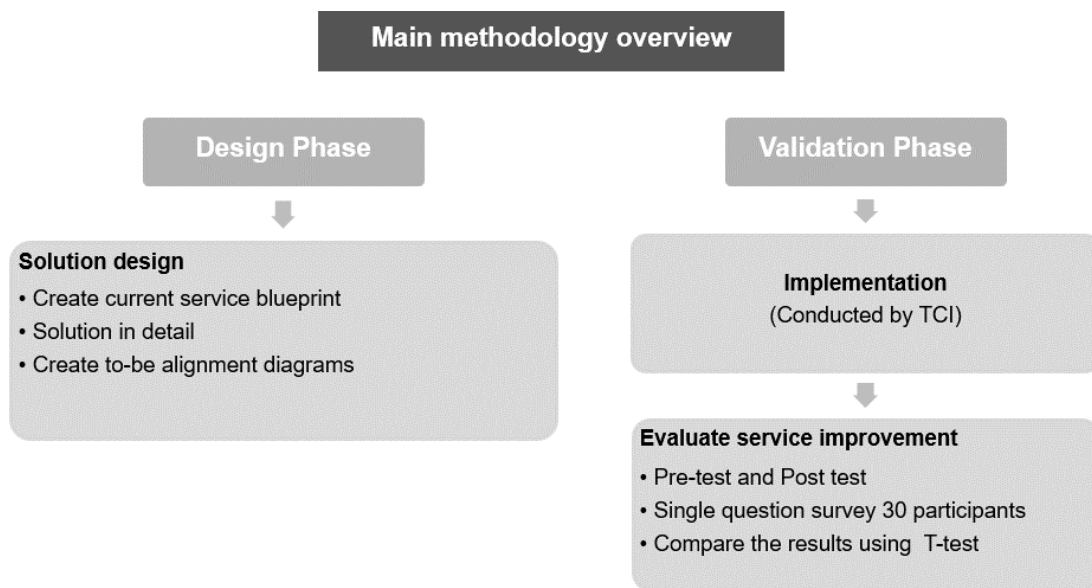 Main methodology overview
Design Phase
Solution design
• Create current service blueprint
• Solution in detail
• Create to-be alignment diagrams
Validation Phase
Implementation
(Conducted by TCI)
Evaluate service improvement
• Pre-test and Post test
• Single question survey 30 participants
• Compare the results using T-test